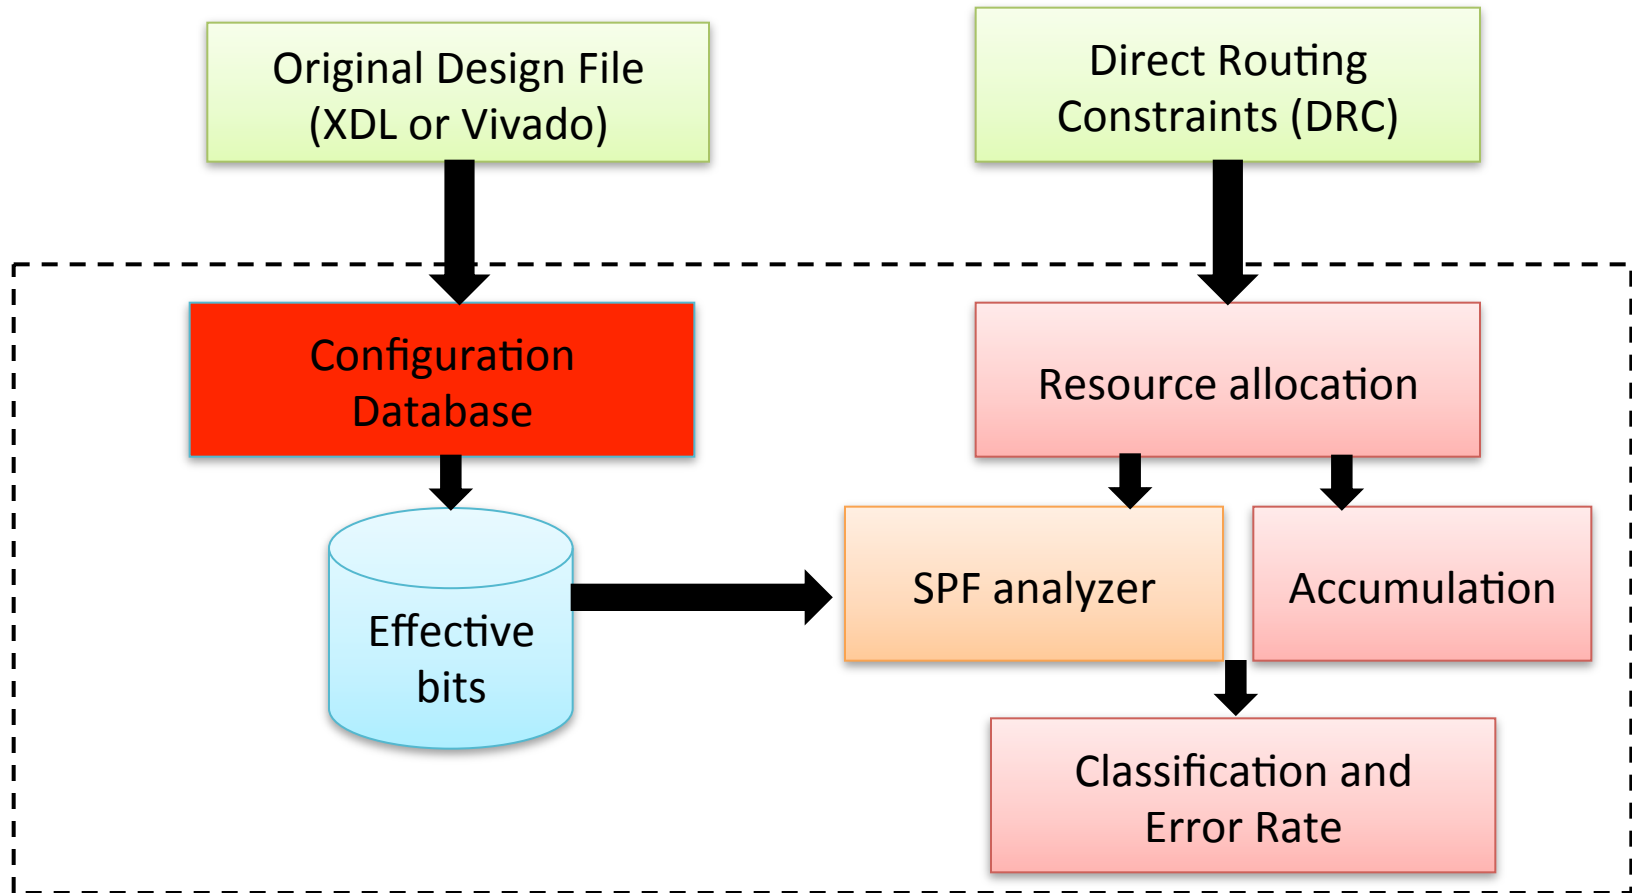 Original Design File
(XDL or Vivado)
Direct Routing
Constraints (DRC)
Configuration
Database
Resource allocation
Effective
bits
SPF analyzer
Accumulation
Classification and
Error Rate